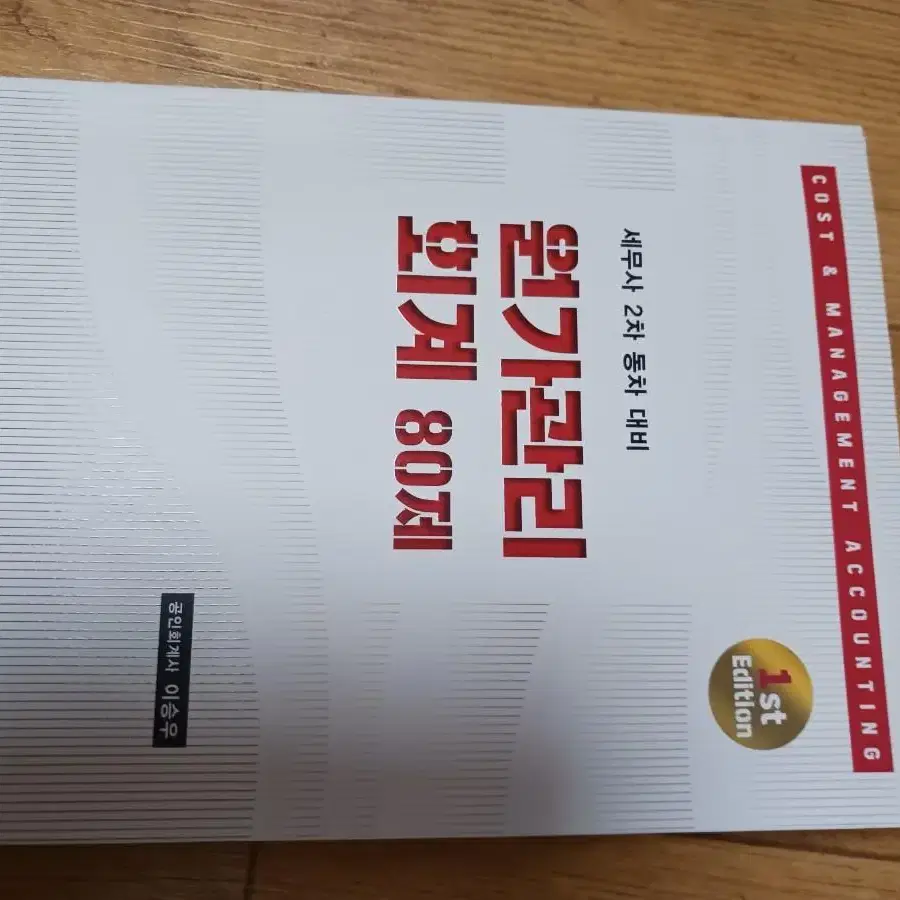 COST & MANAGEMENT ACCOUNTING
1st
Edition
세무사 2차 동차 대비
원가관리
회계 80제
공인회계사 이승우